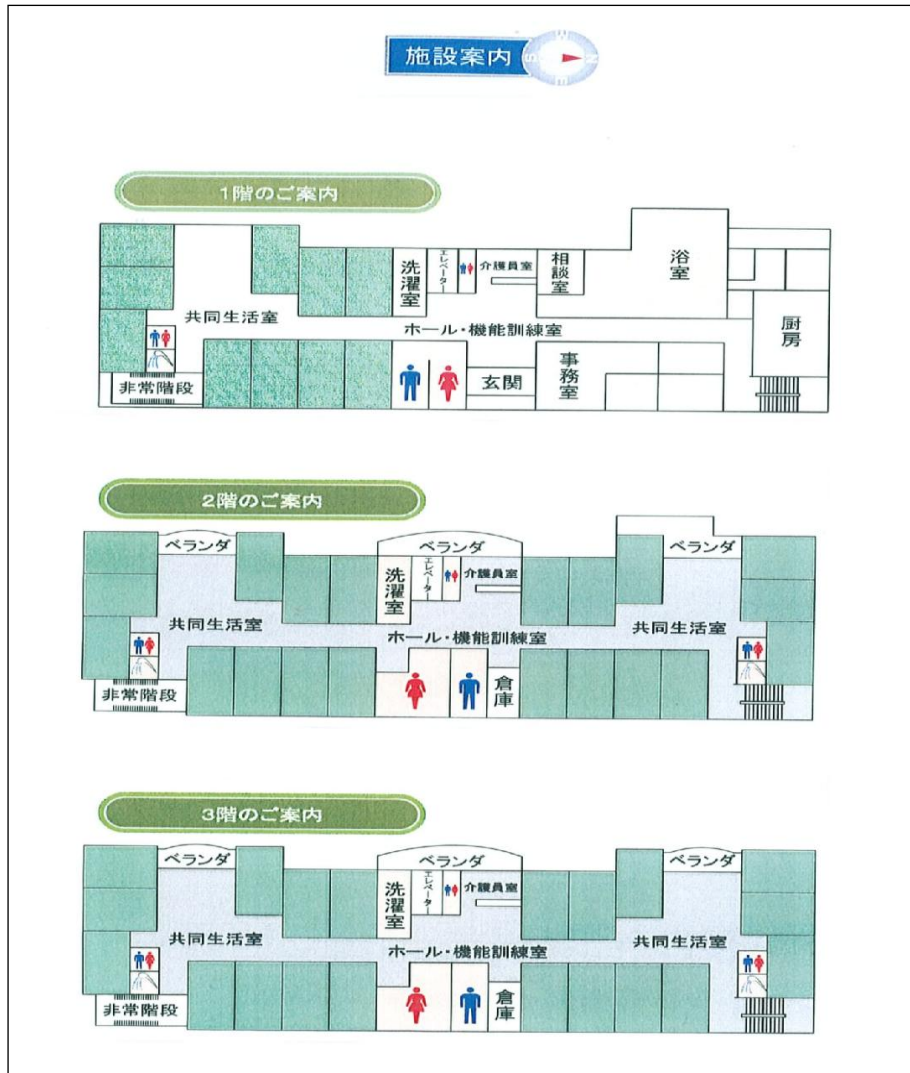 施設案内
S W N E
1階のご案内
洗濯室
エレベーター
介護員室
相談室
浴室
共同生活室
ホール・機能訓練室
厨房
非常階段
玄関
事務室
2階のご案内
ベランダ
ベランダ
ベランダ
洗濯室
エレベーター
介護員室
共同生活室
ホール・機能訓練室
共同生活室
非常階段
倉庫
3階のご案内
ベランダ
ベランダ
ベランダ
洗濯室
エレベーター
介護員室
共同生活室
ホール・機能訓練室
共同生活室
非常階段
倉庫